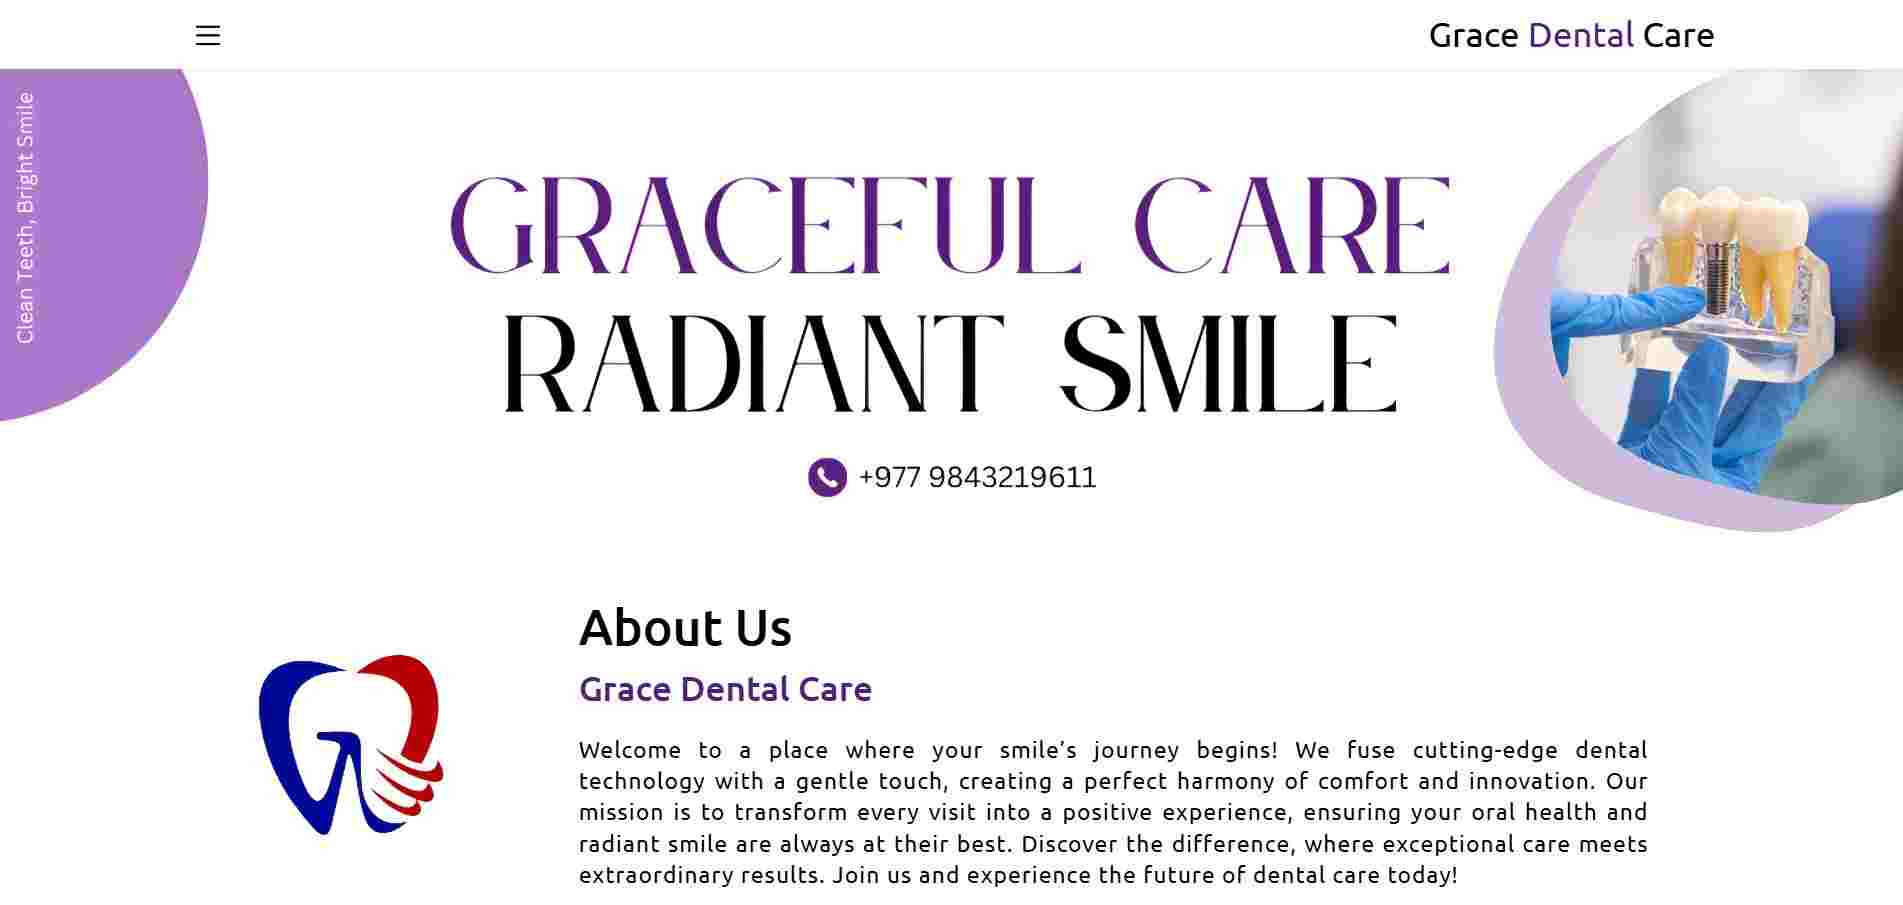 Grace Dental Care
Clean Teeth, Bright Smile
GRACEFUL CARE
RADIANT SMILE
+977 9843219611
About Us
Grace Dental Care
Welcome to a place where your smile’s journey begins! We fuse cutting-edge dental
technology with a gentle touch, creating a perfect harmony of comfort and innovation. Our
mission is to transform every visit into a positive experience, ensuring your oral health and
radiant smile are always at their best. Discover the difference, where exceptional care meets
extraordinary results. Join us and experience the future of dental care today!